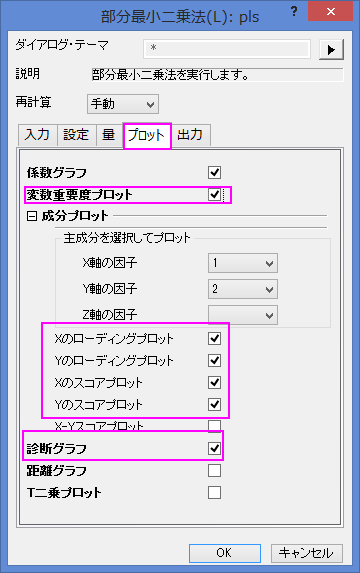 部分最小二乗法(L): pls ? ×
ダイアログ・テーマ *
説明 部分最小二乗法を実行します。
再計算 手動
入力 設定 量 プロット 出力
係数グラフ
変数重要度プロット
成分プロット
主成分を選択してプロット
X軸の因子 1
Y軸の因子 2
Z軸の因子
Xのローディングプロット
Yのローディングプロット
Xのスコアプロット
Yのスコアプロット
X-Yスコアプロット
診断グラフ
距離グラフ
T二乗プロット
OK キャンセル